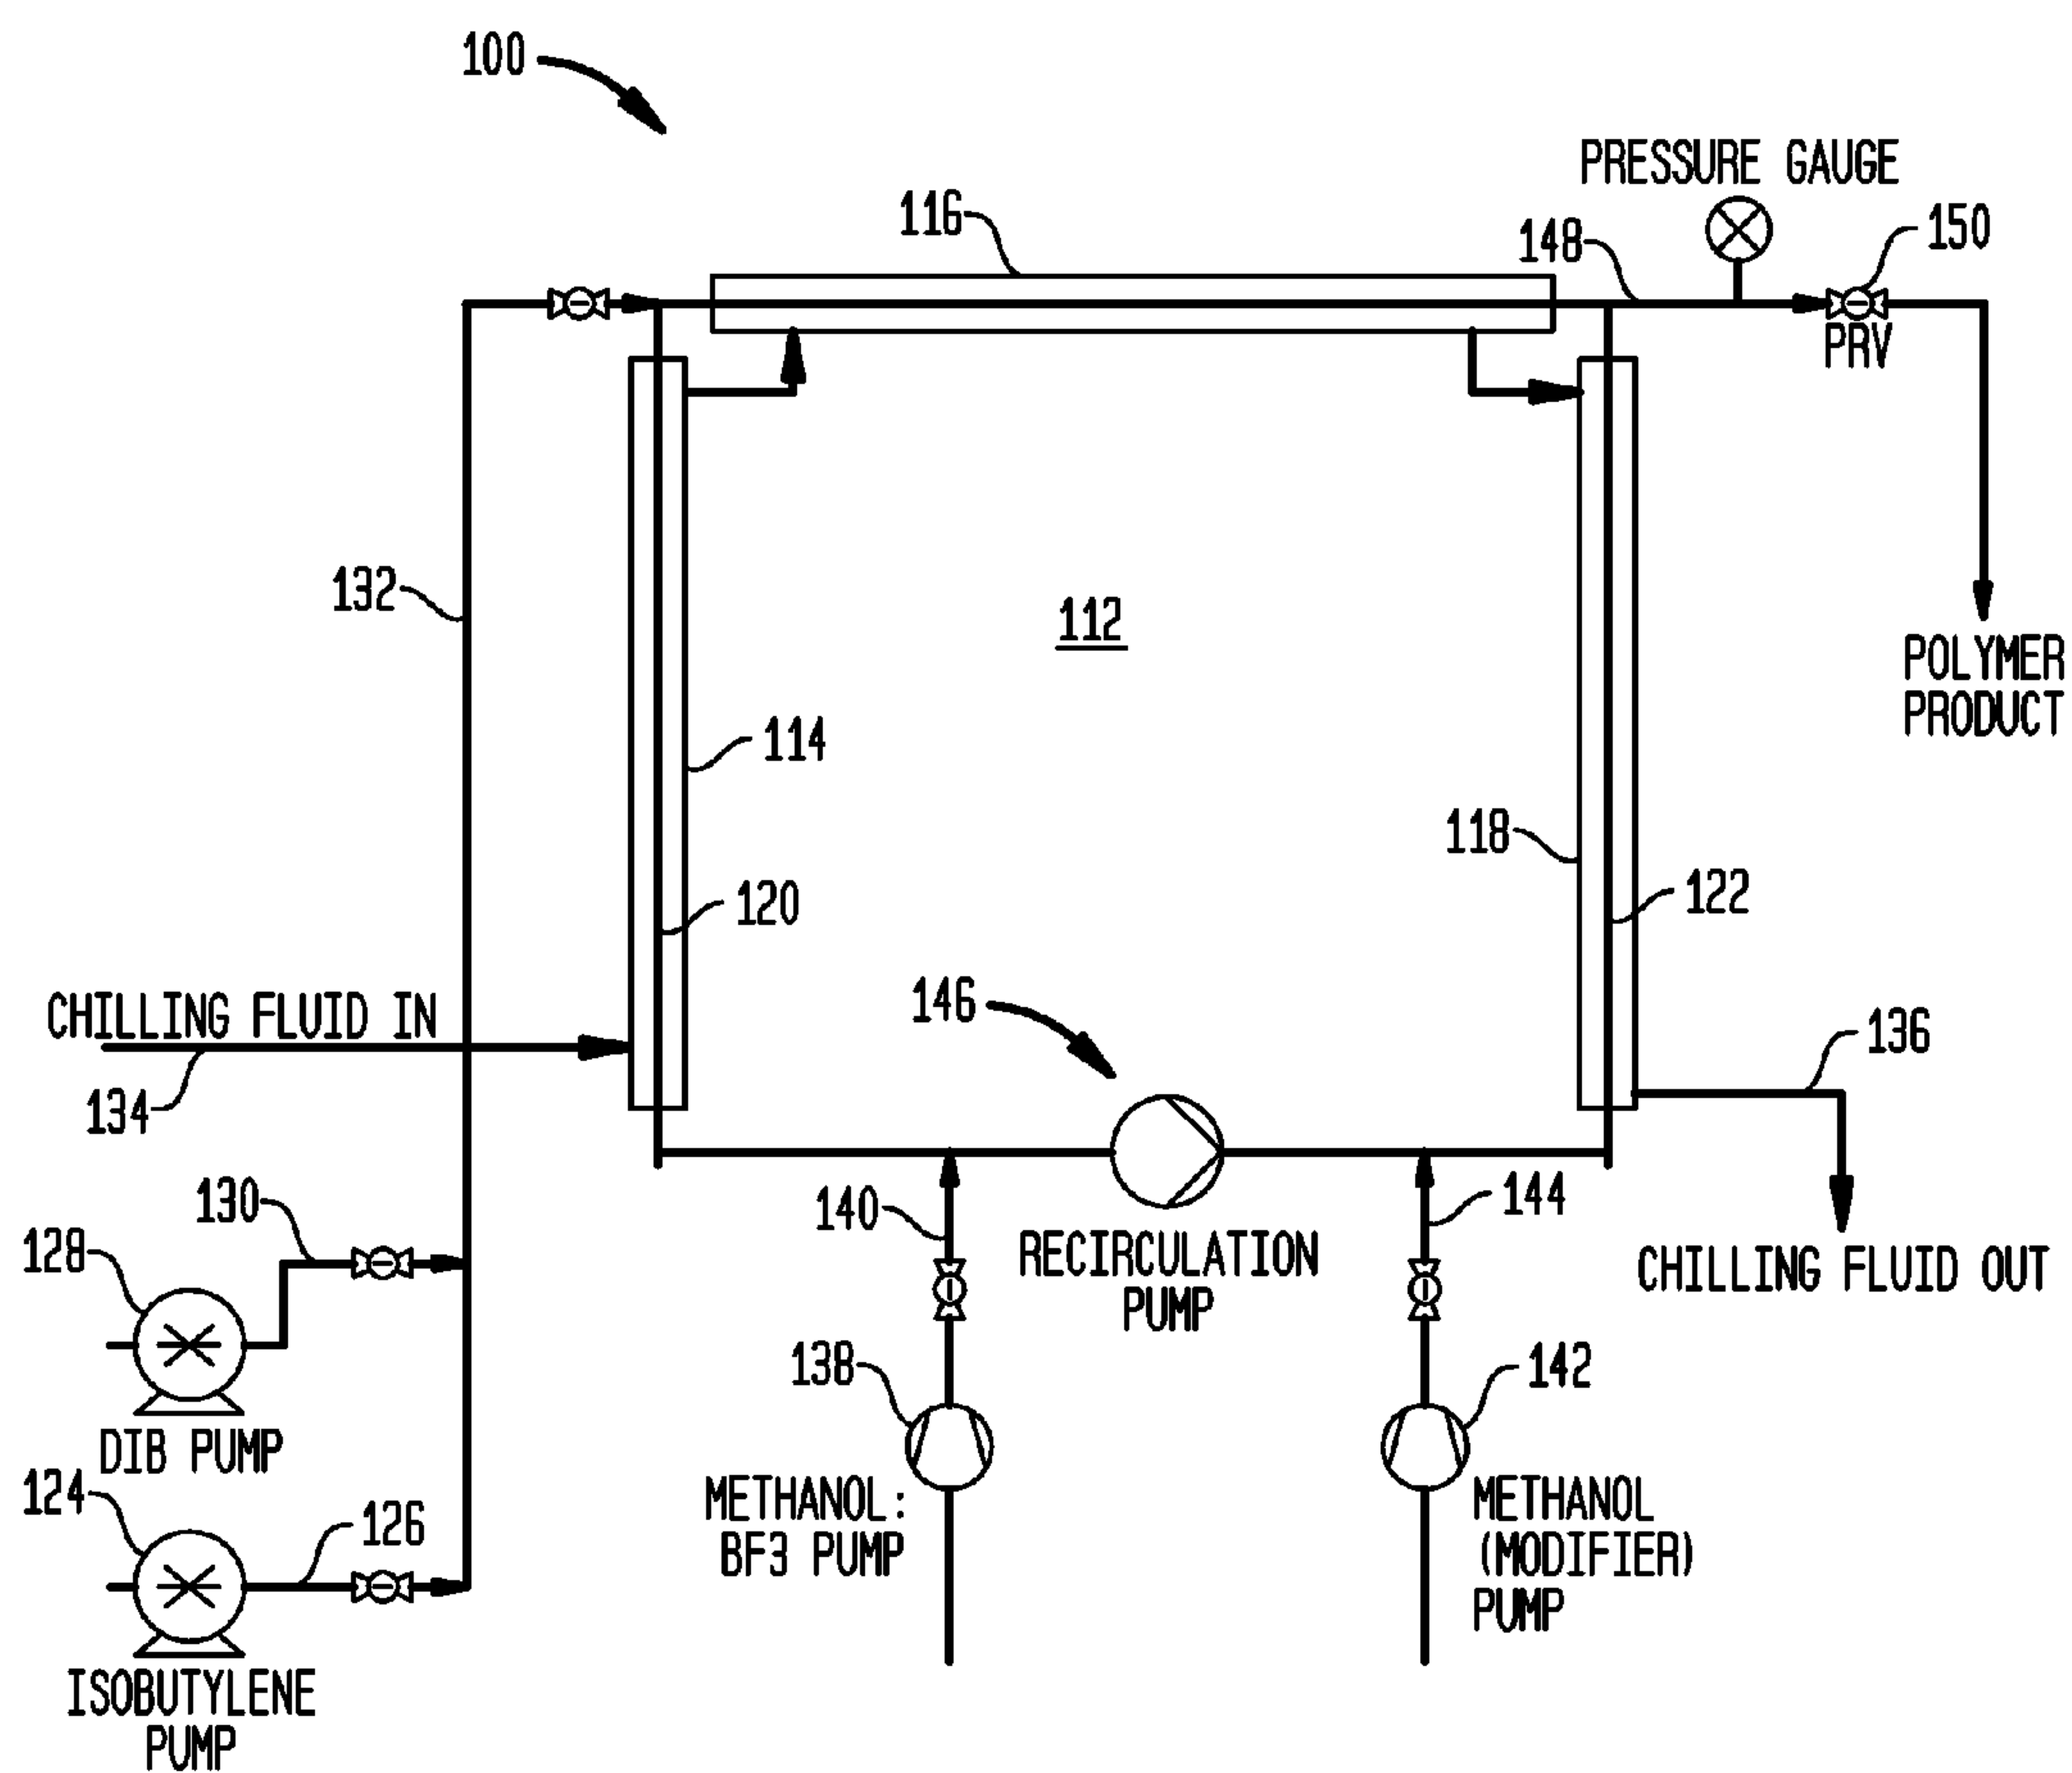 100
PRESSURE GAUGE
116
148
150
PRV
132
112
POLYMER
PRODUCT
114
118
120
122
CHILLING FLUID IN
146
136
134
130
140
144
128
RECIRCULATION
PUMP
CHILLING FLUID OUT
138
142
DIB PUMP
124
126
METHANOL:
BF3 PUMP
METHANOL
(MODIFIER)
PUMP
ISOBUTYLENE
PUMP